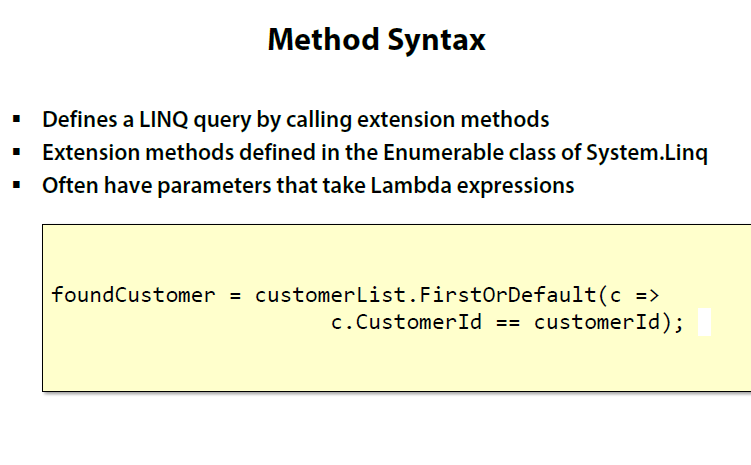 Method Syntax
▪ Defines a LINQ query by calling extension methods
▪ Extension methods defined in the Enumerable class of System.Linq
▪ Often have parameters that take Lambda expressions
foundCustomer = customerList.FirstOrDefault(c =>
c.CustomerId == customerId);